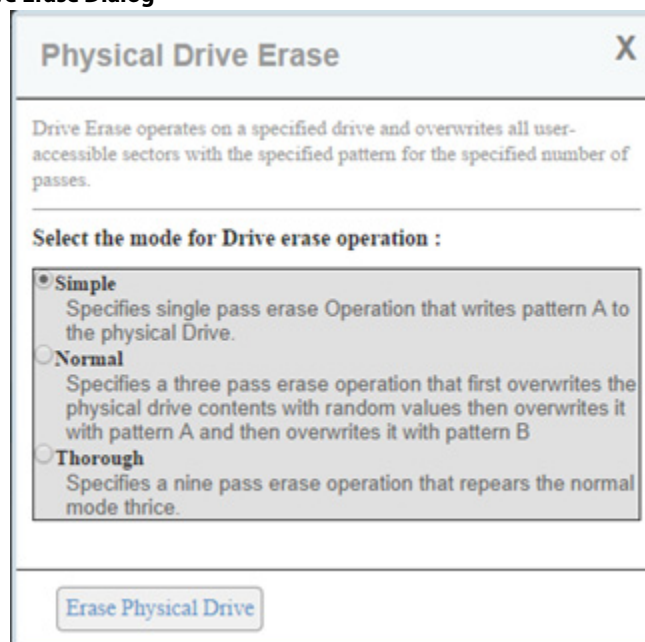 Erase Dialog
Physical Drive Erase X
Drive Erase operates on a specified drive and overwrites all user-
accessible sectors with the specified pattern for the specified number of
passes.
Select the mode for Drive erase operation :
Simple
Specifies single pass erase Operation that writes pattern A to
the physical Drive.
Normal
Specifies a three pass erase operation that first overwrites the
physical drive contents with random values then overwrites it
with pattern A and then overwrites it with pattern B
Thorough
Specifies a nine pass erase operation that repears the normal
mode thrice.
Erase Physical Drive